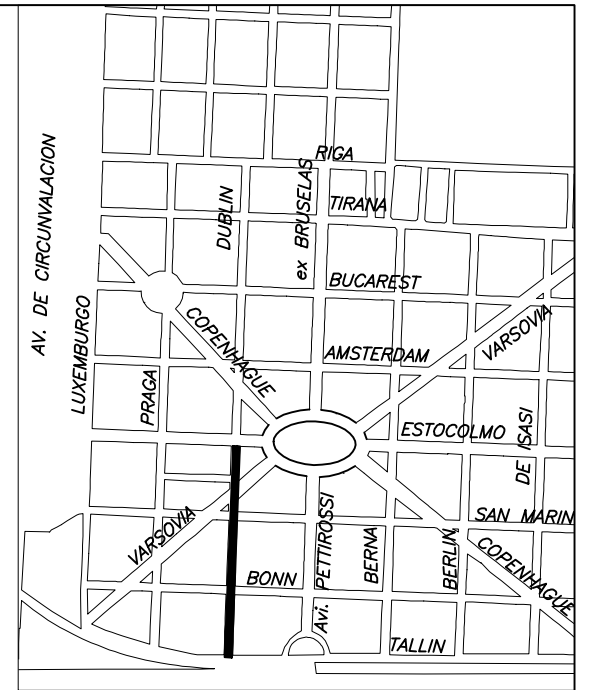 RIGA
AV. DE CIRCUNVALACION
DUBLIN
ex BRUSELAS
TIRANA
BUCAREST
LUXEMBURGO
COPENHAGUE
VARSOVIA
AMSTERDAM
PRAGA
ESTOCOLMO
DE ISASI
SAN MARIN
VARSOVIA
Avi. PETTIROSSI
BERNA
BERLIN
COPENHAGUE
BONN
TALLIN